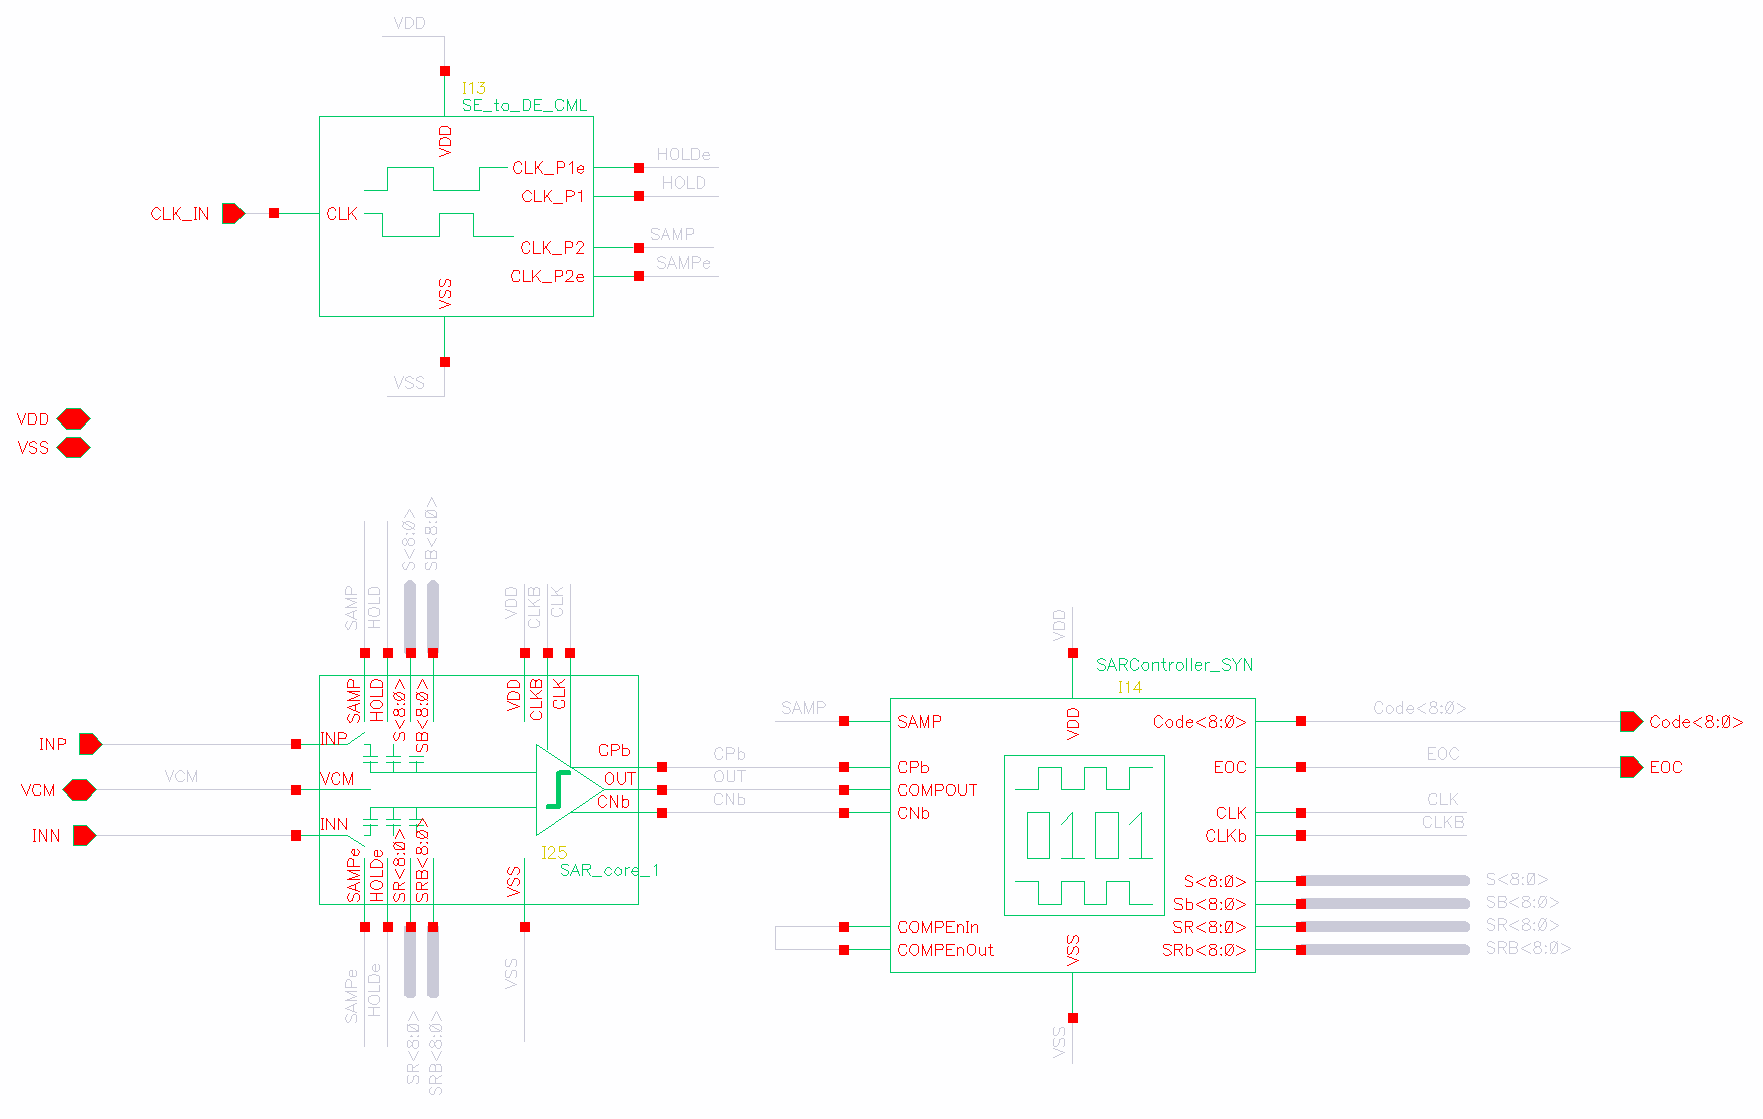 VDD
I13
SE_to_DE_CML
VDD
HOLDe
CLK_P1e
HOLD
CLK_P1
CLK_IN
CLK
SAMP
CLK_P2
SAMPe
CLK_P2e
VSS
VSS
VDD
VSS
S<8:0>
SB<8:0>
SAMP
HOLD
VDD
CLKB
CLK
SAMP
HOLD
S<8:0>
SB<8:0>
VDD
CLKB
CLK
INP
INP
VCM
VCM
VCM
INN
INN
CPb
OUT
CNb
CPb
OUT
CNb
I25
SAR_core_1
SAMPe
HOLDe
SR<8:0>
SRB<8:0>
VSS
SAMPe
HOLDe
SR<8:0>
SRB<8:0>
VSS
VDD
SARController_SYN
I14
SAMP
SAMP
VDD
Code<8:0>
Code<8:0>
Code<8:0>
CPb
EOC
EOC
EOC
COMPOUT
CNb
CLK
CLK
CLKb
CLKB
0101
S<8:0>
S<8:0>
Sb<8:0>
SB<8:0>
COMPEnIn
SR<8:0>
SR<8:0>
COMPEnOut
VSS
SRb<8:0>
SRB<8:0>
VSS